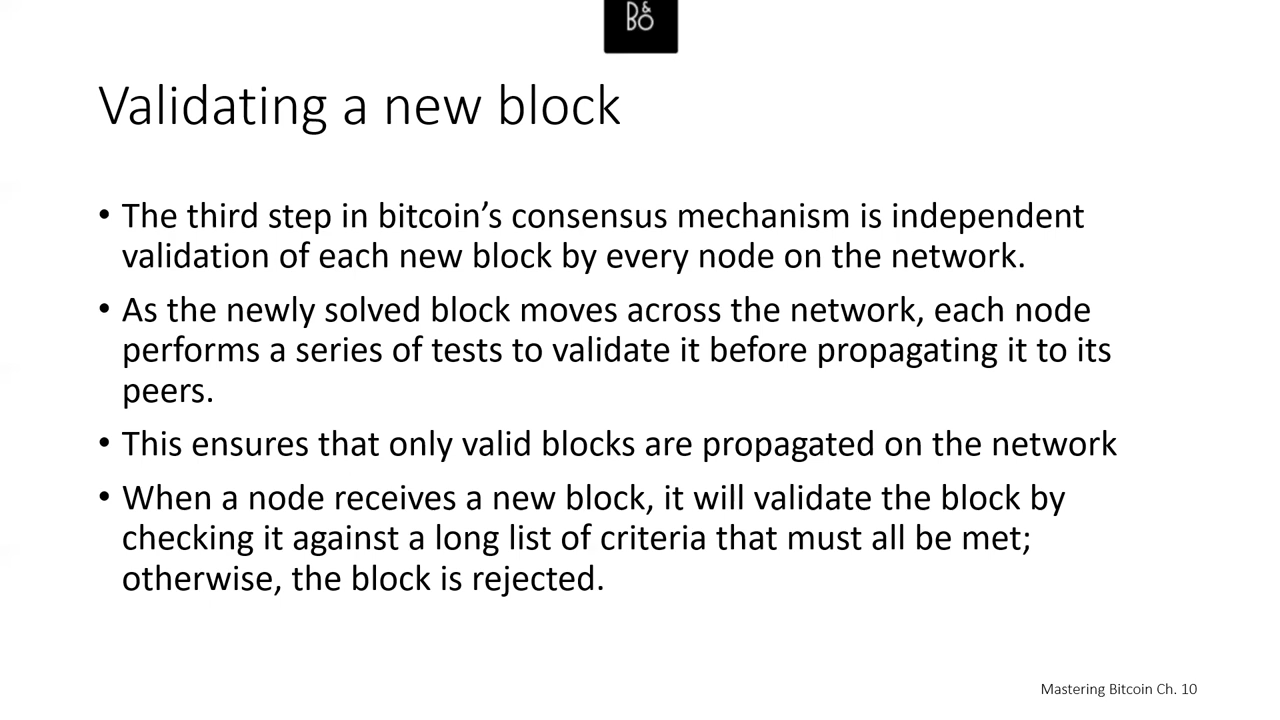 B&O
Validating a new block
• The third step in bitcoin’s consensus mechanism is independent
validation of each new block by every node on the network.
• As the newly solved block moves across the network, each node
performs a series of tests to validate it before propagating it to its
peers.
• This ensures that only valid blocks are propagated on the network
• When a node receives a new block, it will validate the block by
checking it against a long list of criteria that must all be met;
otherwise, the block is rejected.
Mastering Bitcoin Ch. 10